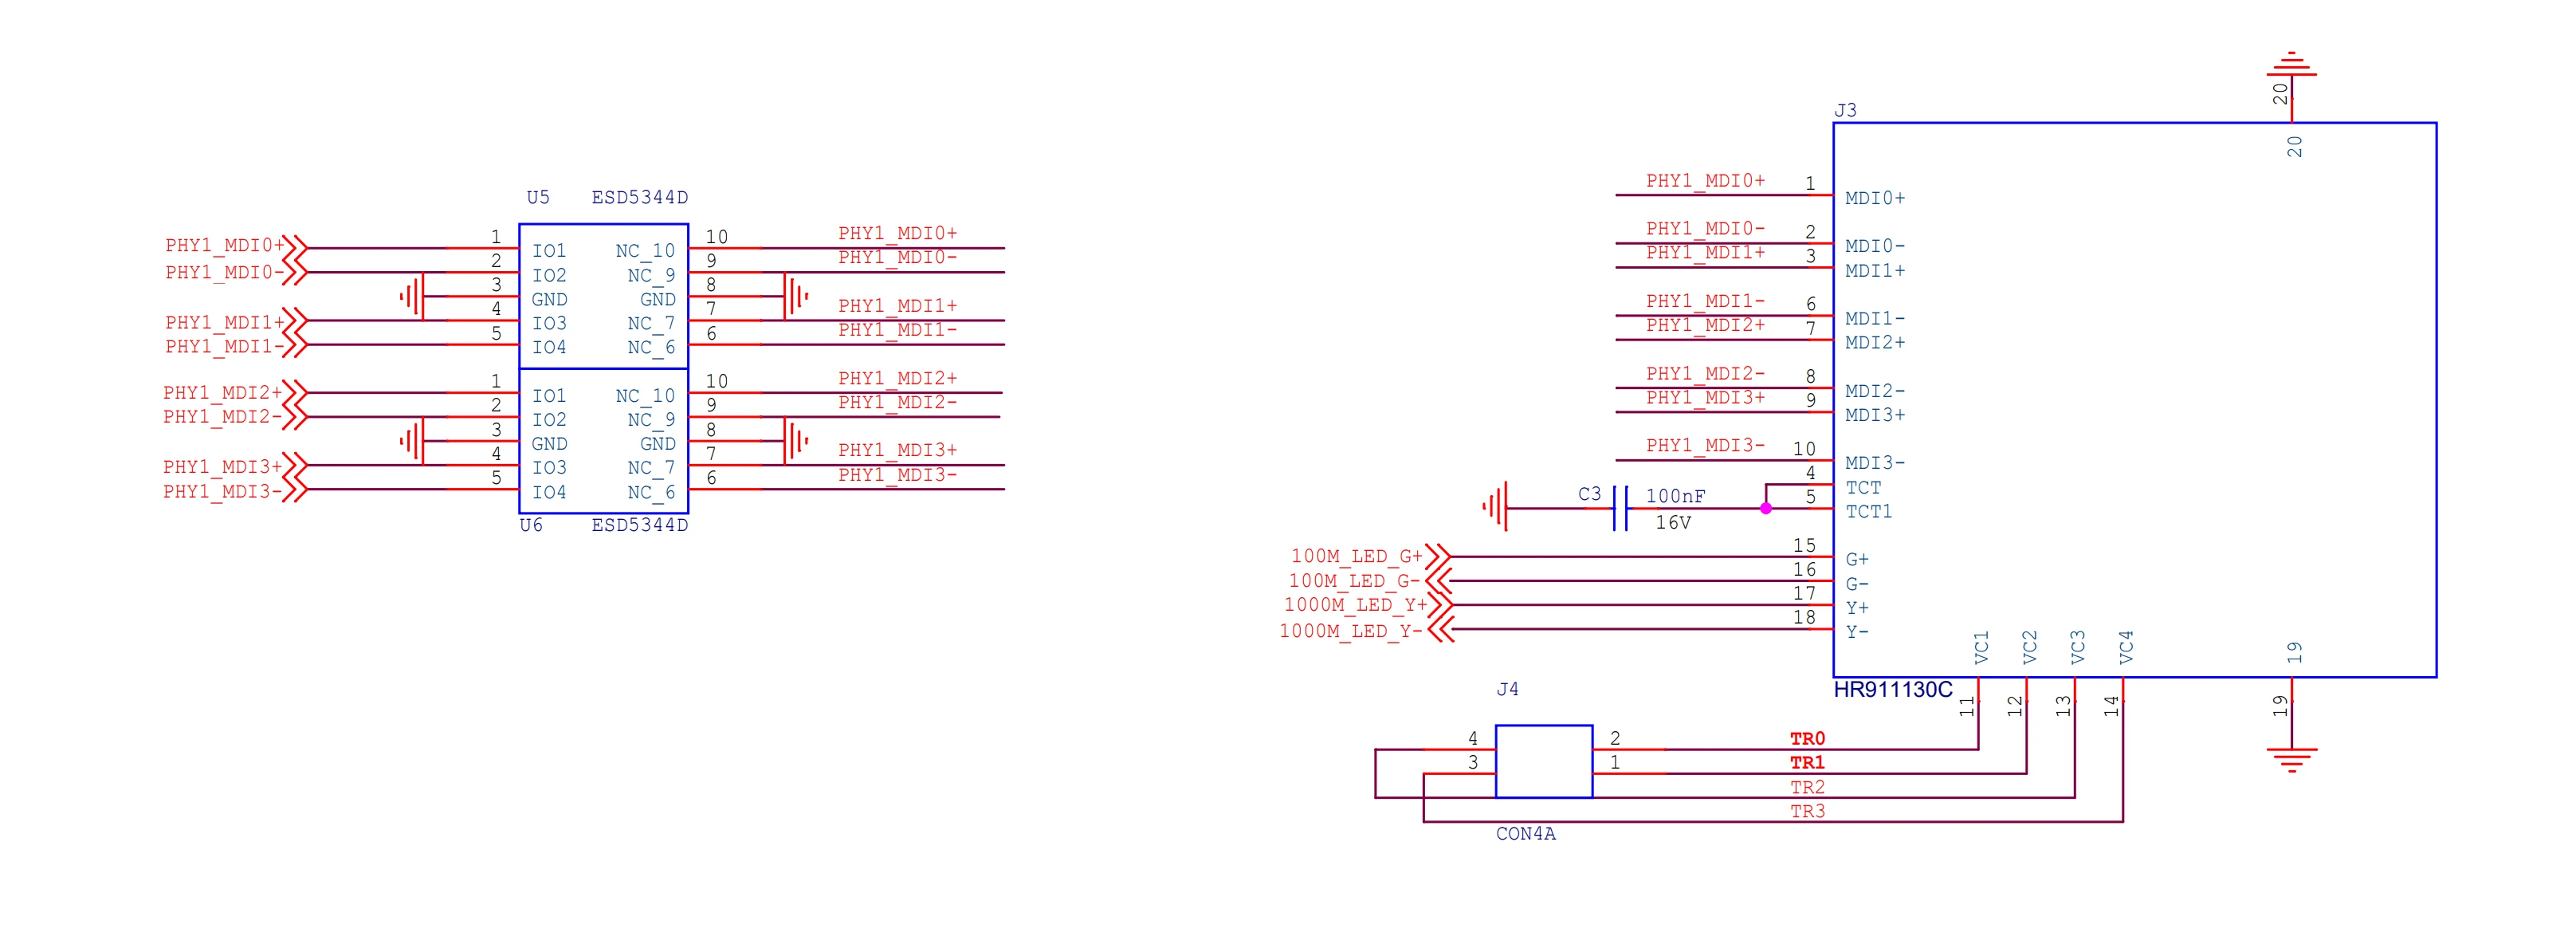 U5 ESD5344D
PHY1_MDI0+ 1 IO1 NC_10 10 PHY1_MDI0+
PHY1_MDI0- 2 IO2 NC_9 9 PHY1_MDI0-
3 GND GND 8
PHY1_MDI1+ 4 IO3 NC_7 7 PHY1_MDI1+
PHY1_MDI1- 5 IO4 NC_6 6 PHY1_MDI1-
PHY1_MDI2+ 1 IO1 NC_10 10 PHY1_MDI2+
PHY1_MDI2- 2 IO2 NC_9 9 PHY1_MDI2-
3 GND GND 8
PHY1_MDI3+ 4 IO3 NC_7 7 PHY1_MDI3+
PHY1_MDI3- 5 IO4 NC_6 6 PHY1_MDI3-
U6 ESD5344D
20
J3
20
PHY1_MDI0+ 1 MDI0+
PHY1_MDI0- 2 MDI0-
PHY1_MDI1+ 3 MDI1+
PHY1_MDI1- 6 MDI1-
PHY1_MDI2+ 7 MDI2+
PHY1_MDI2- 8 MDI2-
PHY1_MDI3+ 9 MDI3+
PHY1_MDI3- 10 MDI3-
4 TCT
C3 100nF 5 TCT1
16V
100M_LED_G+ 15 G+
100M_LED_G- 16 G-
1000M_LED_Y+ 17 Y+
1000M_LED_Y- 18 Y-
VC1 VC2 VC3 VC4 19
HR911130C
11 12 13 14 19
J4
4 2 TR0
3 1 TR1
TR2
TR3
CON4A